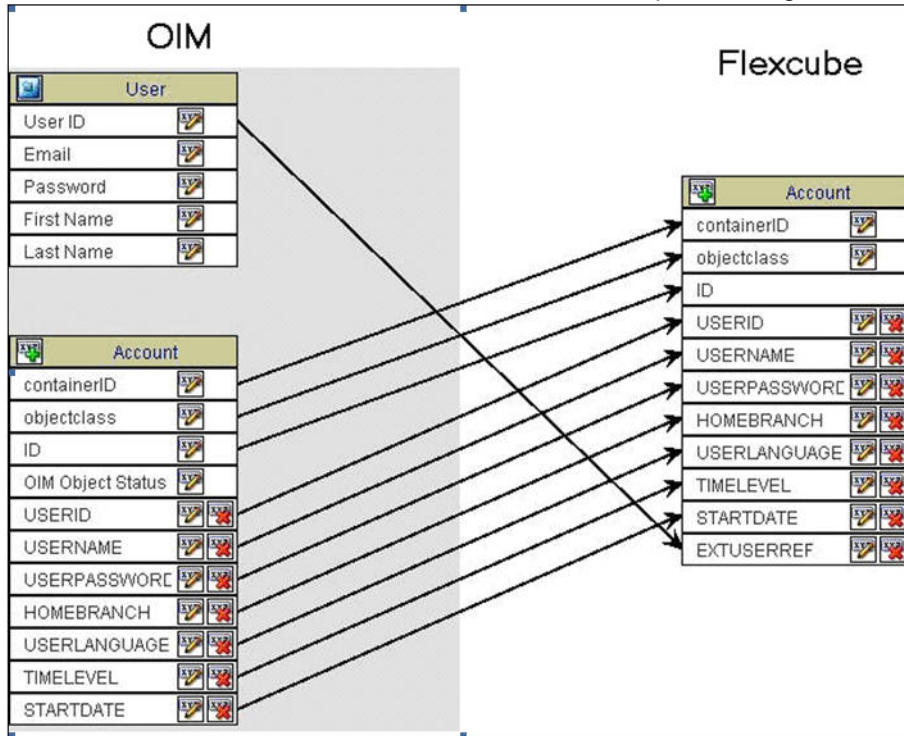 OIM
User
User ID
Email
Password
First Name
Last Name
Account
containerID
objectclass
ID
OIM Object Status
USERID
USERNAME
USERPASSWORD
HOMEBRANCH
USERLANGUAGE
TIMELEVEL
STARTDATE
Flexcube
Account
containerID
objectclass
ID
USERID
USERNAME
USERPASSWORD
HOMEBRANCH
USERLANGUAGE
TIMELEVEL
STARTDATE
EXTUSERREF